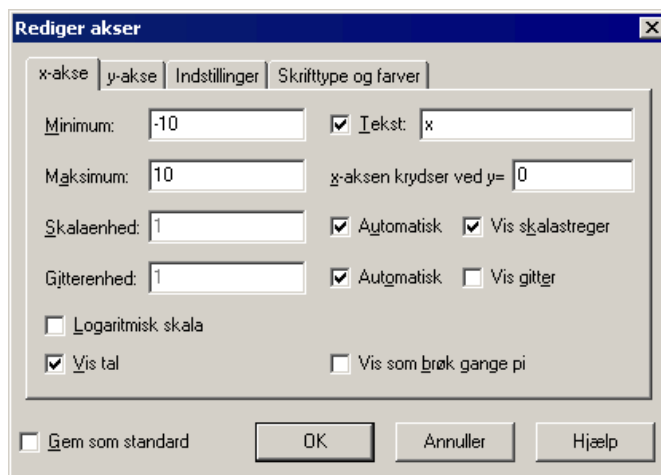 Rediger akser
x-akse y-akse Indstillinger Skrifttype og farver
Minimum: -10 Tekst: x
Maksimum: 10 x-aksen krydser ved y= 0
Skalaenhed: 1 Automatisk Vis skalastreger
Gitterenhed: 1 Automatisk Vis gitter
Logaritmisk skala
Vis tal Vis som brøk gange pi
Gem som standard OK Annuller Hjælp